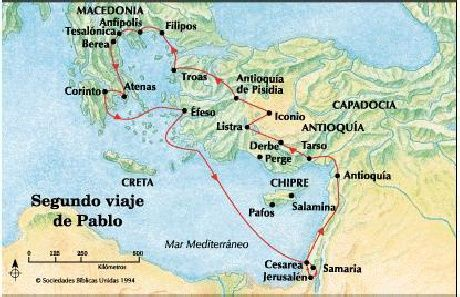 MACEDONIA
Anfípolis
Filipos
Tesalónica
Berea
Troas
Antioquía
de Pisidia
CAPADOCIA
Corinto
Atenas
Éfeso
Iconio
Listra
ANTIOQUÍA
Derbe
Tarso
Perge
Antioquía
CRETA
CHIPRE
Pafos
Salamina
Segundo viaje
de Pablo
Mar Mediterráneo
Cesarea
Samaria
Jerusalén
0 125 250 500
Kilómetros
© Sociedades Bíblicas Unidas 1994